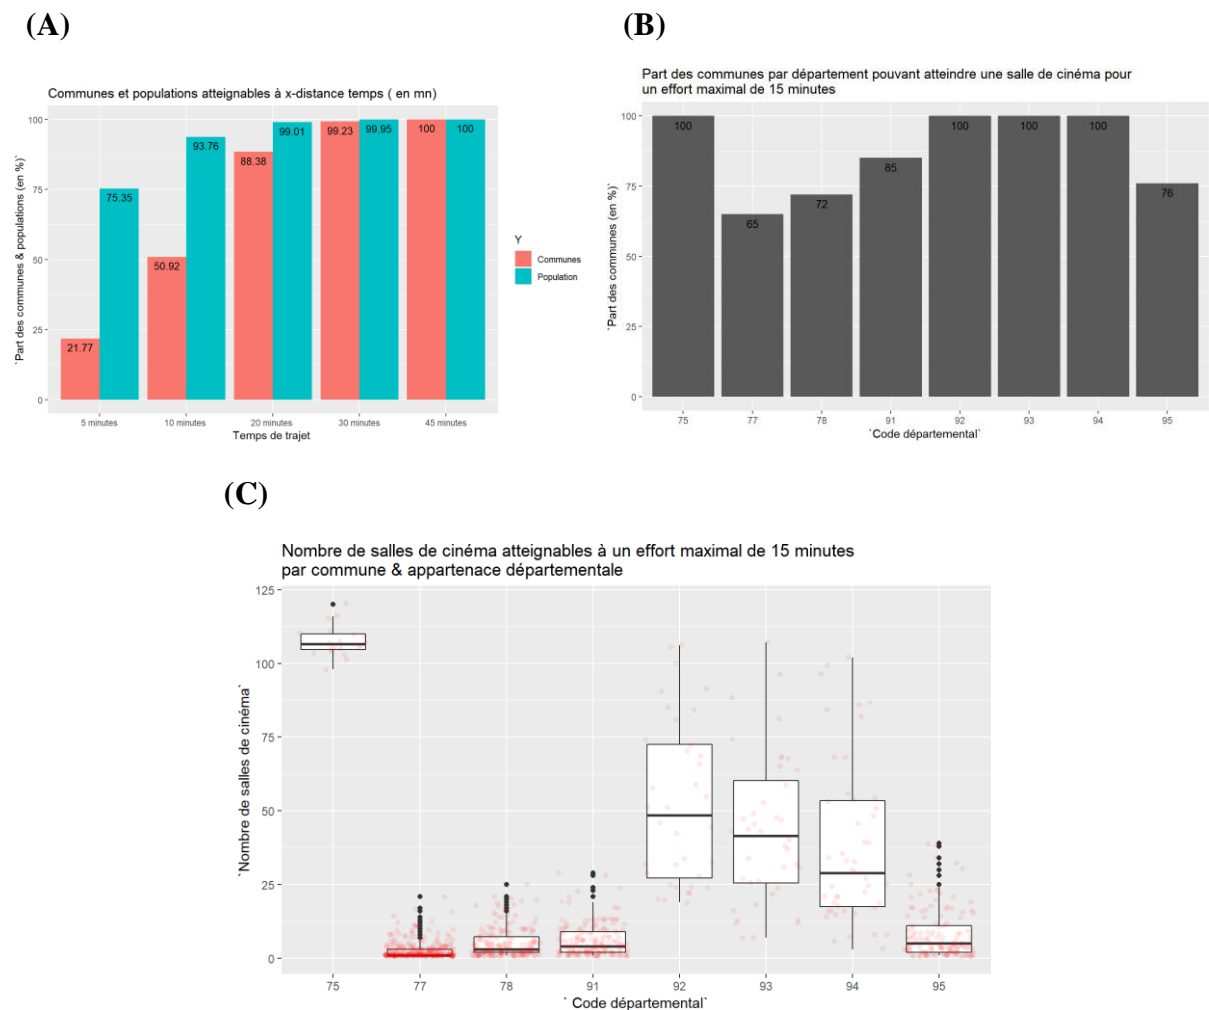 (A)
(B)
Communes et populations atteignables à x-distance temps ( en mn)
100
75
50
25
0
`Part des communes & populations (en %)`
21.77
75.35
50.92
93.76
88.38
99.01
99.23
99.95
100
100
5 minutes
10 minutes
20 minutes
30 minutes
45 minutes
Temps de trajet
Y
Communes
Population
Part des communes par département pouvant atteindre une salle de cinéma pour
un effort maximal de 15 minutes
100
75
50
25
0
`Part des communes (en %)`
100
65
72
85
100
100
100
76
75
77
78
91
92
93
94
95
`Code départemental`
(C)
Nombre de salles de cinéma atteignables à un effort maximal de 15 minutes
par commune & appartenace départementale
125
100
75
50
25
0
`Nombre de salles de cinéma`
75
77
78
91
92
93
94
95
` Code départemental`